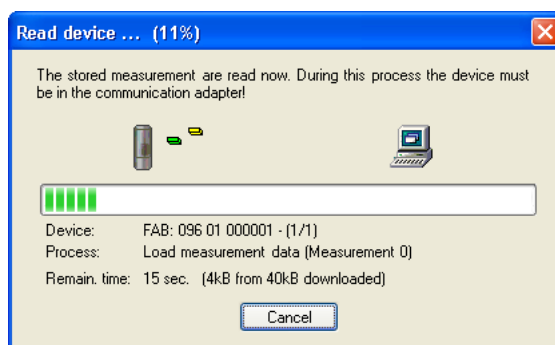 Read device ... (11%)
The stored measurement are read now. During this process the device must
be in the communication adapter!
Device: FAB: 096 01 000001 - (1/1)
Process: Load measurement data (Measurement 0)
Remain. time: 15 sec. (4kB from 40kB downloaded)
Cancel